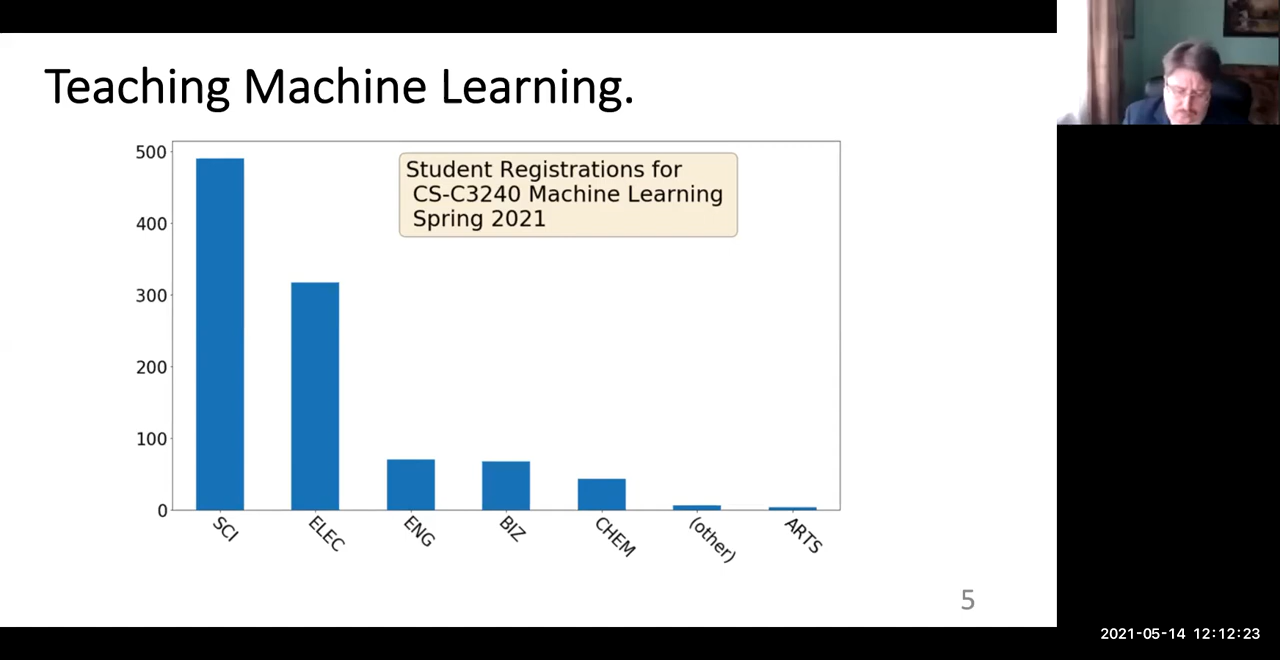 Teaching Machine Learning.
Student Registrations for
CS-C3240 Machine Learning
Spring 2021
500
400
300
200
100
0
SCI
ELEC
ENG
BIZ
CHEM
(other)
ARTS
5
2021-05-14 12:12:23